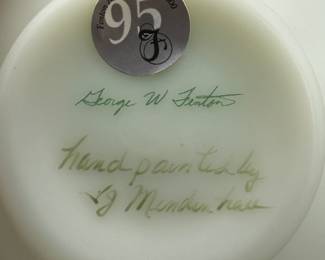 95
F
George W Fenton
hand painted by
J Mendenhall